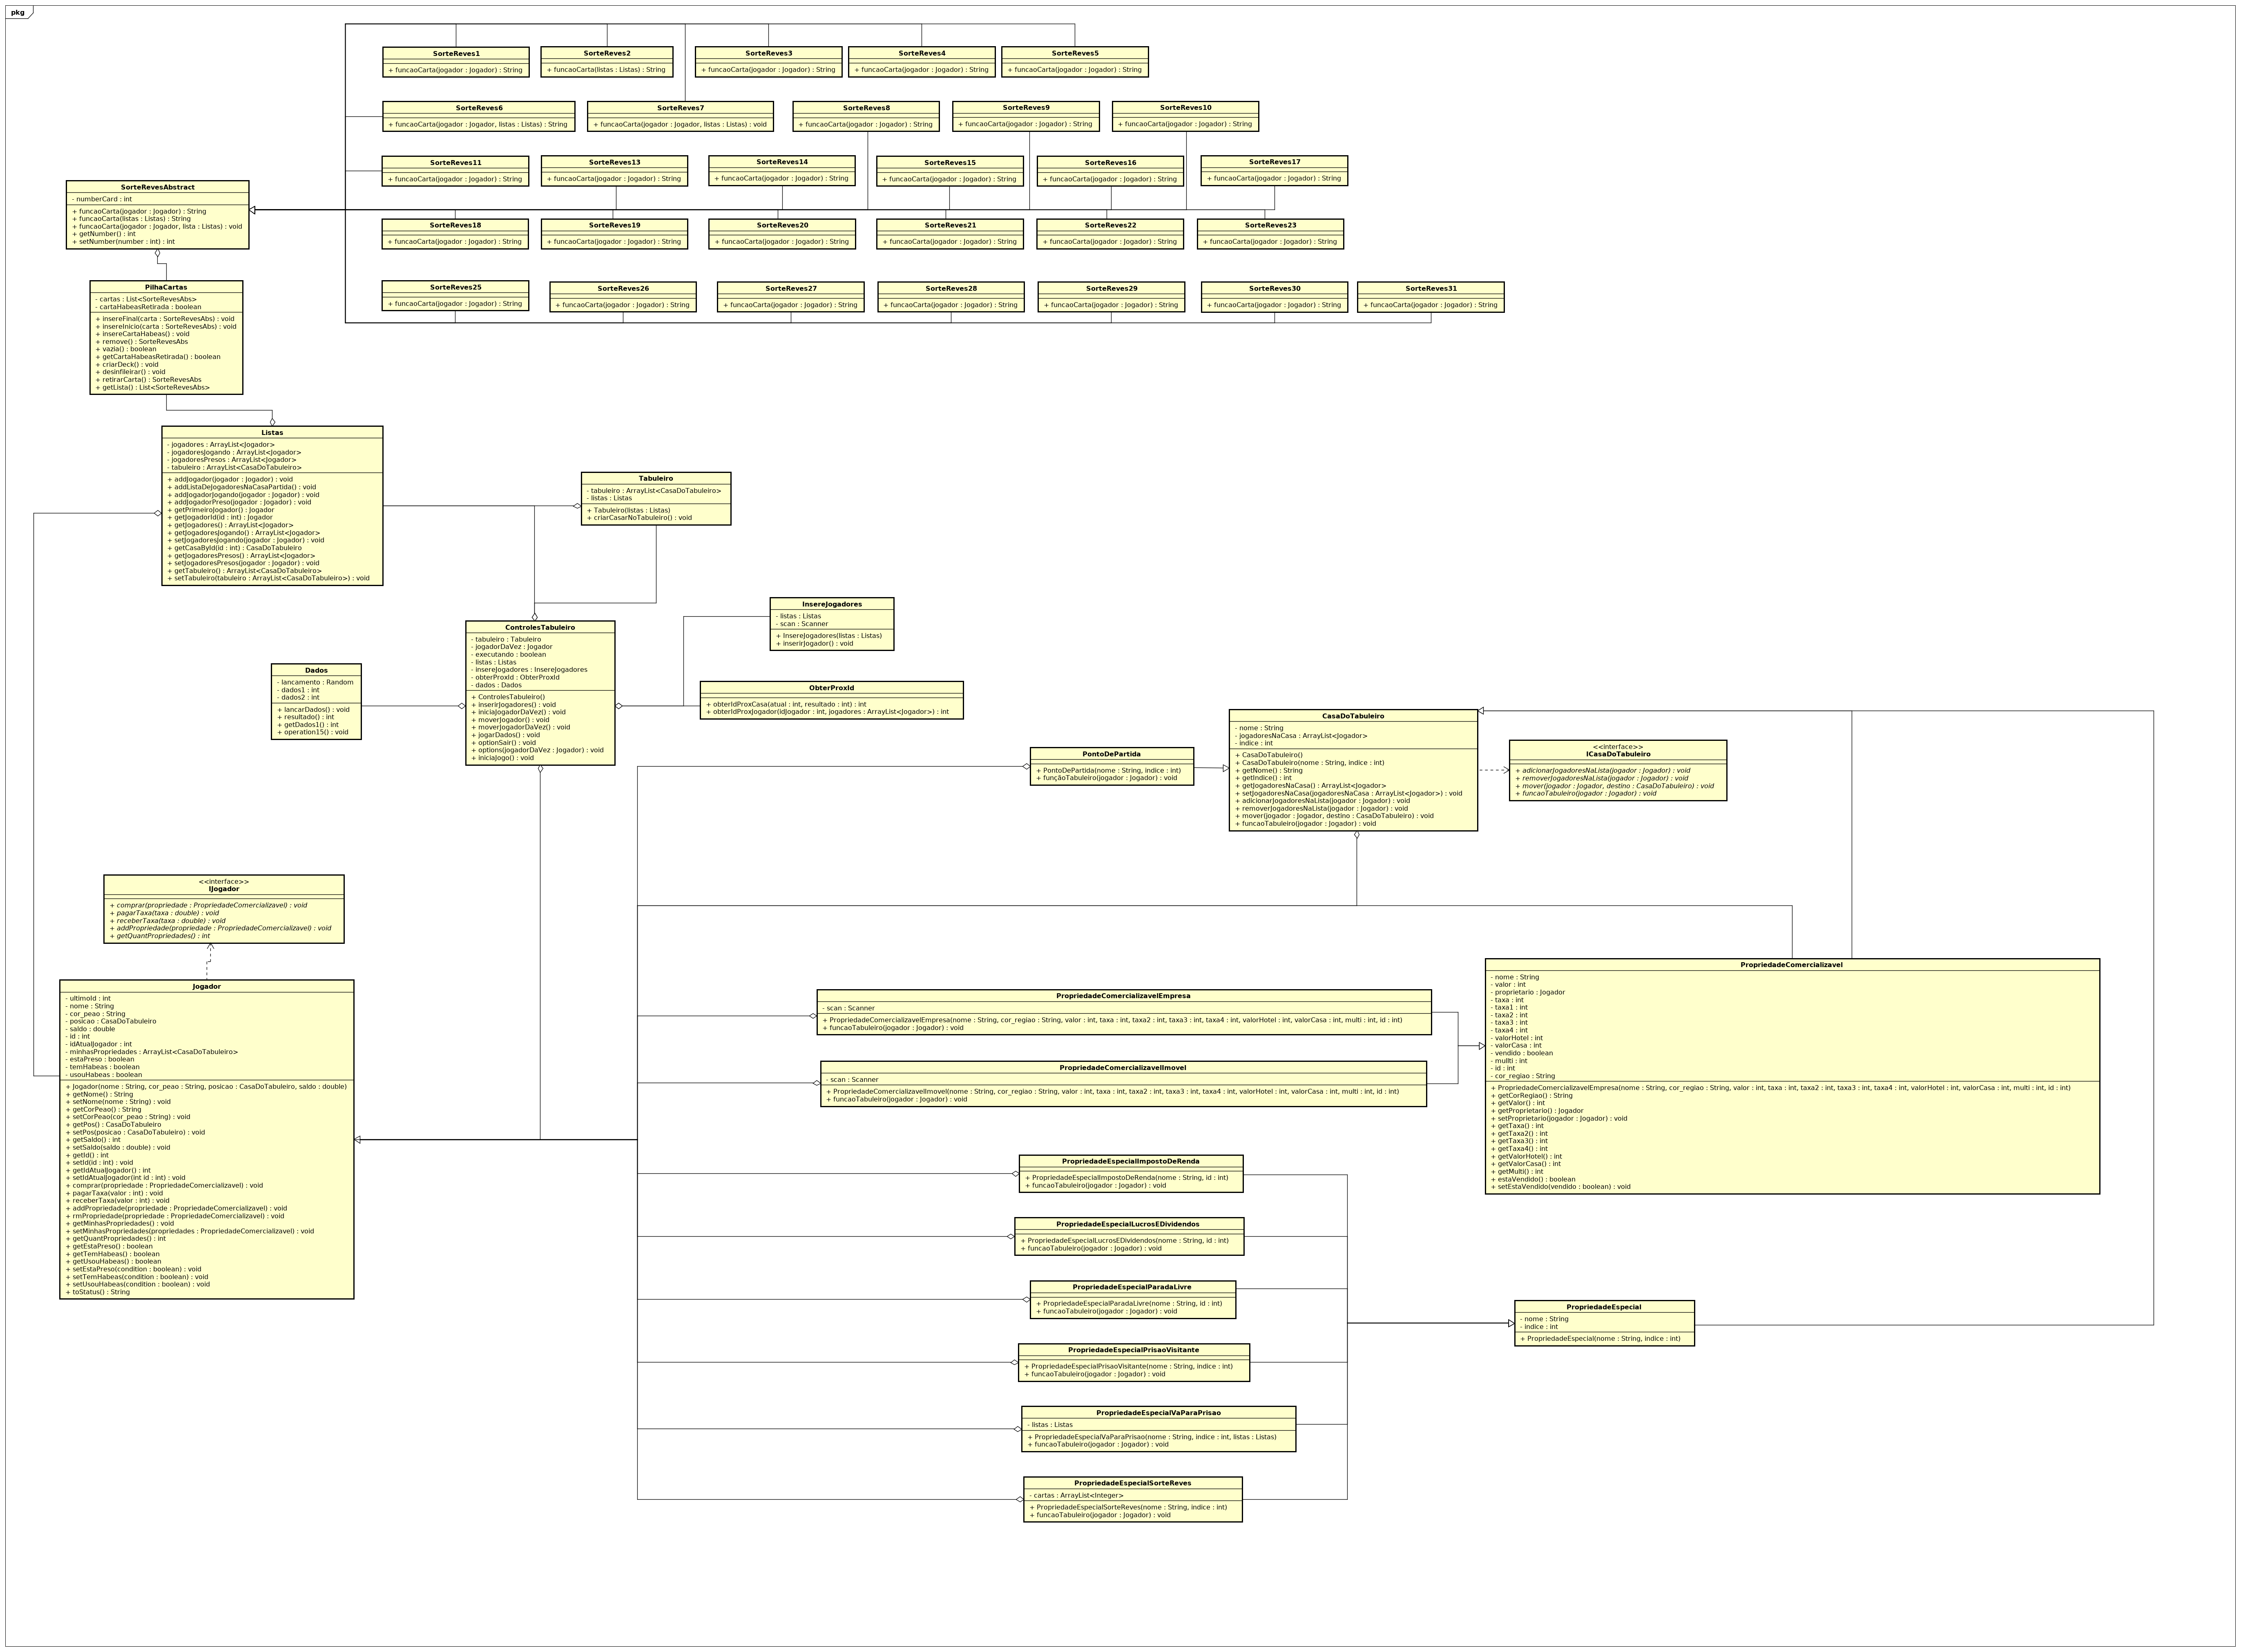 pkg
SorteReves1
+ funcaoCarta(jogador : Jogador) : String
SorteReves2
+ funcaoCarta(listas : Listas) : String
SorteReves3
+ funcaoCarta(jogador : Jogador) : String
SorteReves4
+ funcaoCarta(jogador : Jogador) : String
SorteReves5
+ funcaoCarta(jogador : Jogador) : String
SorteReves6
+ funcaoCarta(jogador : Jogador, listas : Listas) : String
SorteReves7
+ funcaoCarta(jogador : Jogador, listas : Listas) : void
SorteReves8
+ funcaoCarta(jogador : Jogador) : String
SorteReves9
+ funcaoCarta(jogador : Jogador) : String
SorteReves10
+ funcaoCarta(jogador : Jogador) : String
SorteReves11
+ funcaoCarta(jogador : Jogador) : String
SorteReves13
+ funcaoCarta(jogador : Jogador) : String
SorteReves14
+ funcaoCarta(jogador : Jogador) : String
SorteReves15
+ funcaoCarta(jogador : Jogador) : String
SorteReves16
+ funcaoCarta(jogador : Jogador) : String
SorteReves17
+ funcaoCarta(jogador : Jogador) : String
SorteRevesAbstract
- numberCard : int
+ funcaoCarta(jogador : Jogador) : String
+ funcaoCarta(listas : Listas) : String
+ funcaoCarta(jogador : Jogador, lista : Listas) : void
+ getNumber() : int
+ setNumber(number : int) : int
SorteReves18
+ funcaoCarta(jogador : Jogador) : String
SorteReves19
+ funcaoCarta(jogador : Jogador) : String
SorteReves20
+ funcaoCarta(jogador : Jogador) : String
SorteReves21
+ funcaoCarta(jogador : Jogador) : String
SorteReves22
+ funcaoCarta(jogador : Jogador) : String
SorteReves23
+ funcaoCarta(jogador : Jogador) : String
SorteReves25
+ funcaoCarta(jogador : Jogador) : String
SorteReves26
+ funcaoCarta(jogador : Jogador) : String
SorteReves27
+ funcaoCarta(jogador : Jogador) : String
SorteReves28
+ funcaoCarta(jogador : Jogador) : String
SorteReves29
+ funcaoCarta(jogador : Jogador) : String
SorteReves30
+ funcaoCarta(jogador : Jogador) : String
SorteReves31
+ funcaoCarta(jogador : Jogador) : String
PilhaCartas
- cartas : List<SorteRevesAbs>
- cartaHabeasRetirada : boolean
+ insereFinal(carta : SorteRevesAbs) : void
+ insereInicio(carta : SorteRevesAbs) : void
+ insereCartaHabeas() : void
+ remove() : SorteRevesAbs
+ vazia() : boolean
+ getCartaHabeasRetirada() : boolean
+ criarDeck() : void
+ desinfileirar() : void
+ retirarCarta() : SorteRevesAbs
+ getLista() : List<SorteRevesAbs>
Listas
- jogadores : ArrayList<Jogador>
- jogadoresJogando : ArrayList<Jogador>
- jogadoresPresos : ArrayList<Jogador>
- tabuleiro : ArrayList<CasaDoTabuleiro>
+ addJogador(jogador : Jogador) : void
+ addListaDeJogadoresNaCasaPartida() : void
+ addJogadorJogando(jogador : Jogador) : void
+ addJogadorPreso(jogador : Jogador) : void
+ getPrimeiroJogador() : Jogador
+ getJogadorId(id : int) : Jogador
+ getJogadores() : ArrayList<Jogador>
+ getJogadoresJogando() : ArrayList<Jogador>
+ setJogadoresJogando(jogador : Jogador) : void
+ getCasaById(id : int) : CasaDoTabuleiro
+ getJogadoresPresos() : ArrayList<Jogador>
+ setJogadoresPresos(jogador : Jogador) : void
+ getTabuleiro() : ArrayList<CasaDoTabuleiro>
+ setTabuleiro(tabuleiro : ArrayList<CasaDoTabuleiro>) : void
Tabuleiro
- tabuleiro : ArrayList<CasaDoTabuleiro>
- listas : Listas
+ Tabuleiro(listas : Listas)
+ criarCasarNoTabuleiro() : void
InsereJogadores
- listas : Listas
- scan : Scanner
+ InsereJogadores(listas : Listas)
+ inserirJogador() : void
ControlesTabuleiro
- tabuleiro : Tabuleiro
- jogadorDaVez : Jogador
- executando : boolean
- listas : Listas
- insereJogadores : InsereJogadores
- obterProxId : ObterProxId
- dados : Dados
+ ControlesTabuleiro()
+ inserirJogadores() : void
+ iniciaJogadorDaVez() : void
+ moverJogador() : void
+ moverJogadorDaVez() : void
+ jogarDados() : void
+ optionSair() : void
+ options(jogadorDaVez : Jogador) : void
+ iniciaJogo() : void
Dados
- lancamento : Random
- dados1 : int
- dados2 : int
+ lancarDados() : void
+ resultado() : int
+ getDados1() : int
+ operation15() : void
ObterProxId
+ obterIdProxCasa(atual : int, resultado : int) : int
+ obterIdProxJogador(idJogador : int, jogadores : ArrayList<Jogador>) : int
CasaDoTabuleiro
- nome : String
- jogadoresNaCasa : ArrayList<Jogador>
- indice : int
+ CasaDoTabuleiro()
+ CasaDoTabuleiro(nome : String, indice : int)
+ getNome() : String
+ getIndice() : int
+ getJogadoresNaCasa() : ArrayList<Jogador>
+ setJogadoresNaCasa(jogadoresNaCasa : ArrayList<Jogador>) : void
+ adicionarJogadoresNaLista(jogador : Jogador) : void
+ removerJogadoresNaLista(jogador : Jogador) : void
+ mover(jogador : Jogador, destino : CasaDoTabuleiro) : void
+ funcaoTabuleiro(jogador : Jogador) : void
PontoDePartida
+ PontoDePartida(nome : String, indice : int)
+ funçãoTabuleiro(jogador : Jogador) : void
<<interface>>
ICasaDoTabuleiro
+ adicionarJogadoresNaLista(jogador : Jogador) : void
+ removerJogadoresNaLista(jogador : Jogador) : void
+ mover(jogador : Jogador, destino : CasaDoTabuleiro) : void
+ funcaoTabuleiro(jogador : Jogador) : void
<<interface>>
IJogador
+ comprar(propriedade : PropriedadeComercializavel) : void
+ pagarTaxa(taxa : double) : void
+ receberTaxa(taxa : double) : void
+ addPropriedade(propriedade : PropriedadeComercializavel) : void
+ getQuantPropriedades() : int
Jogador
- ultimoId : int
- nome : String
- cor_peao : String
- posicao : CasaDoTabuleiro
- saldo : double
- id : int
- idAtualJogador : int
- minhasPropriedades : ArrayList<CasaDoTabuleiro>
- estaPreso : boolean
- temHabeas : boolean
- usouHabeas : boolean
+ Jogador(nome : String, cor_peao : String, posicao : CasaDoTabuleiro, saldo : double)
+ getNome() : String
+ setNome(nome : String) : void
+ getCorPeao() : String
+ setCorPeao(cor_peao : String) : void
+ getPos() : CasaDoTabuleiro
+ setPos(posicao : CasaDoTabuleiro) : void
+ getSaldo() : int
+ setSaldo(saldo : double) : void
+ getId() : int
+ setId(id : int) : void
+ getIdAtualJogador() : int
+ setIdAtualJogador(int id : int) : void
+ comprar(propriedade : PropriedadeComercializavel) : void
+ pagarTaxa(valor : int) : void
+ receberTaxa(valor : int) : void
+ addPropriedade(propriedade : PropriedadeComercializavel) : void
+ rmPropriedade(propriedade : PropriedadeComercializavel) : void
+ getMinhasPropriedades() : void
+ setMinhasPropriedades(propriedades : PropriedadeComercializavel) : void
+ getQuantPropriedades() : int
+ getEstaPreso() : boolean
+ getTemHabeas() : boolean
+ getUsouHabeas() : boolean
+ setEstaPreso(condition : boolean) : void
+ setTemHabeas(condition : boolean) : void
+ setUsouHabeas(condition : boolean) : void
+ toStatus() : String
PropriedadeComercializavelEmpresa
- scan : Scanner
+ PropriedadeComercializavelEmpresa(nome : String, cor_regiao : String, valor : int, taxa : int, taxa2 : int, taxa3 : int, taxa4 : int, valorHotel : int, valorCasa : int, multi : int, id : int)
+ funcaoTabuleiro(jogador : Jogador) : void
PropriedadeComercializavelImovel
- scan : Scanner
+ PropriedadeComercializavelImovel(nome : String, cor_regiao : String, valor : int, taxa : int, taxa2 : int, taxa3 : int, taxa4 : int, valorHotel : int, valorCasa : int, multi : int, id : int)
+ funcaoTabuleiro(jogador : Jogador) : void
PropriedadeComercializavel
- nome : String
- valor : int
- proprietario : Jogador
- taxa : int
- taxa1 : int
- taxa2 : int
- taxa3 : int
- taxa4 : int
- valorHotel : int
- valorCasa : int
- vendido : boolean
- mullti : int
- id : int
- cor_regiao : String
+ PropriedadeComercializavelEmpresa(nome : String, cor_regiao : String, valor : int, taxa : int, taxa2 : int, taxa3 : int, taxa4 : int, valorHotel : int, valorCasa : int, multi : int, id : int)
+ getCorRegiao() : String
+ getValor() : int
+ getProprietario() : Jogador
+ setProprietario(jogador : Jogador) : void
+ getTaxa() : int
+ getTaxa2() : int
+ getTaxa3() : int
+ getTaxa4() : int
+ getValorHotel() : int
+ getValorCasa() : int
+ getMulti() : int
+ estaVendido() : boolean
+ setEstaVendido(vendido : boolean) : void
PropriedadeEspecialImpostoDeRenda
+ PropriedadeEspecialImpostoDeRenda(nome : String, id : int)
+ funcaoTabuleiro(jogador : Jogador) : void
PropriedadeEspecialLucrosEDividendos
+ PropriedadeEspecialLucrosEDividendos(nome : String, id : int)
+ funcaoTabuleiro(jogador : Jogador) : void
PropriedadeEspecialParadaLivre
+ PropriedadeEspecialParadaLivre(nome : String, id : int)
+ funcaoTabuleiro(jogador : Jogador) : void
PropriedadeEspecial
- nome : String
- indice : int
+ PropriedadeEspecial(nome : String, indice : int)
PropriedadeEspecialPrisaoVisitante
+ PropriedadeEspecialPrisaoVisitante(nome : String, indice : int)
+ funcaoTabuleiro(jogador : Jogador) : void
PropriedadeEspecialVaParaPrisao
- listas : Listas
+ PropriedadeEspecialVaParaPrisao(nome : String, indice : int, listas : Listas)
+ funcaoTabuleiro(jogador : Jogador) : void
PropriedadeEspecialSorteReves
- cartas : ArrayList<Integer>
+ PropriedadeEspecialSorteReves(nome : String, indice : int)
+ funcaoTabuleiro(jogador : Jogador) : void